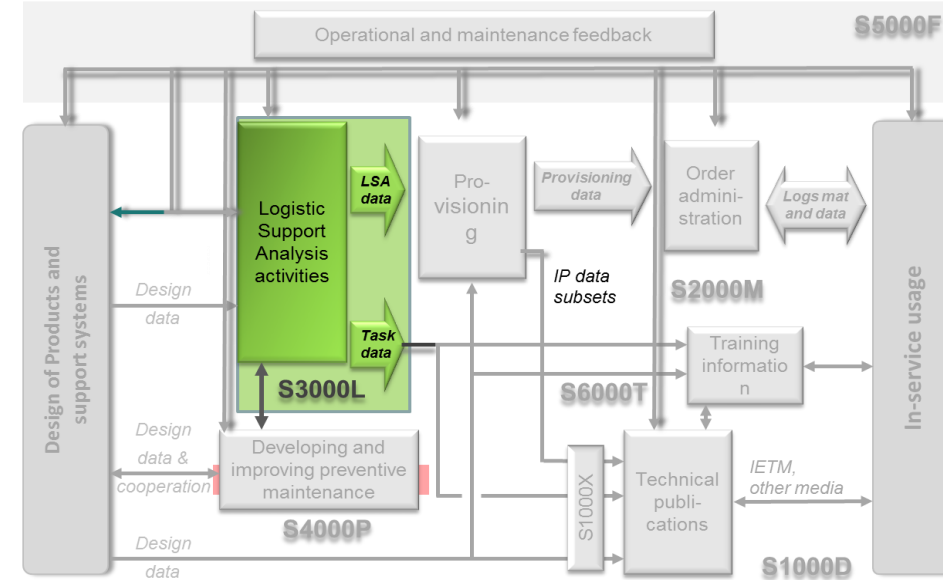 S5000F
Operational and maintenance feedback
Design of Products and
support systems
Logistic
Support
Analysis
activities
LSA
data
Task
data
S3000L
Pro-
visionin
g
Provisioning
data
Order
admini-
stration
Logs mat
and data
In-service usage
IP data
subsets
S2000M
Design
data
Training
informatio
n
S6000T
Design
data &
cooperation
Developing and
improving preventive
maintenance
S4000P
S1000X
Technical
publi-
cations
IETM,
other media
S1000D
Design
data